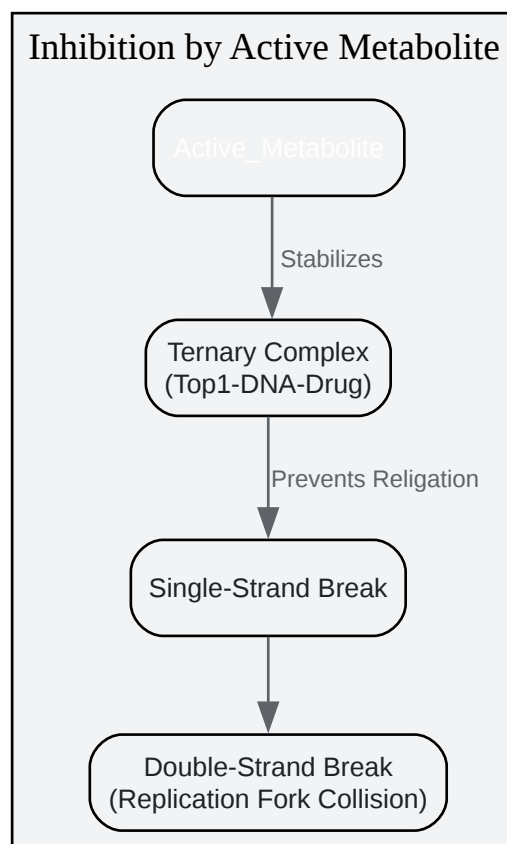 Inhibition by Active Metabolite
Active_Metabolite
Stabilizes
Ternary Complex
(Top1-DNA-Drug)
Prevents Religation
Single-Strand Break
Double-Strand Break
(Replication Fork Collision)